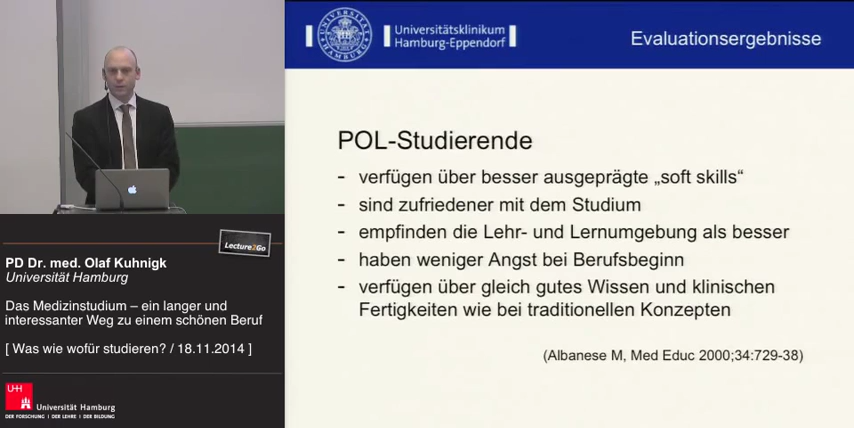 Universitätsklinikum
Hamburg-Eppendorf
Evaluationsergebnisse
POL-Studierende
- verfügen über besser ausgeprägte „soft skills“
- sind zufriedener mit dem Studium
- empfinden die Lehr- und Lernumgebung als besser
- haben weniger Angst bei Berufsbeginn
- verfügen über gleich gutes Wissen und klinischen
Fertigkeiten wie bei traditionellen Konzepten
(Albanese M, Med Educ 2000;34:729-38)
Lecture2Go
PD Dr. med. Olaf Kuhnigk
Universität Hamburg
Das Medizinstudium – ein langer und
interessanter Weg zu einem schönen Beruf
[ Was wie wofür studieren? / 18.11.2014 ]
UH
Universität Hamburg
DER FORSCHUNG | DER LEHRE | DER BILDUNG